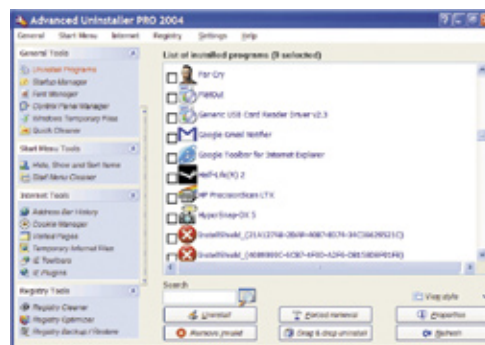 Advanced Uninstaller PRO 2004
General Start Menu Internet Registry Settings Help
General Tools
Uninstall Programs
Startup Manager
Font Manager
Control Panel Manager
Windows Temporary Files
Quick Cleaner
Start Menu Tools
Hide, Show and Sort Items
Start Menu Cleaner
Internet Tools
Address Bar History
Cookie Manager
Visited Pages
Temporary Internet Files
IE Toolbars
IE Plugins
Registry Tools
Registry Cleaner
Registry Optimizer
Registry Backup / Restore
List of installed programs (0 selected)
Far Cry
FlatOut
Generic USB Card Reader Driver v2.3
Google Gmail Notifier
Google Toolbar for Internet Explorer
Half-Life(R) 2
HP PrecisionScan LTX
HyperSnap-DX 5
InstallShield_
InstallShield_
Search
View style
Uninstall
Forced removal
Properties
Remove invalid
Drag & drop uninstall
Refresh